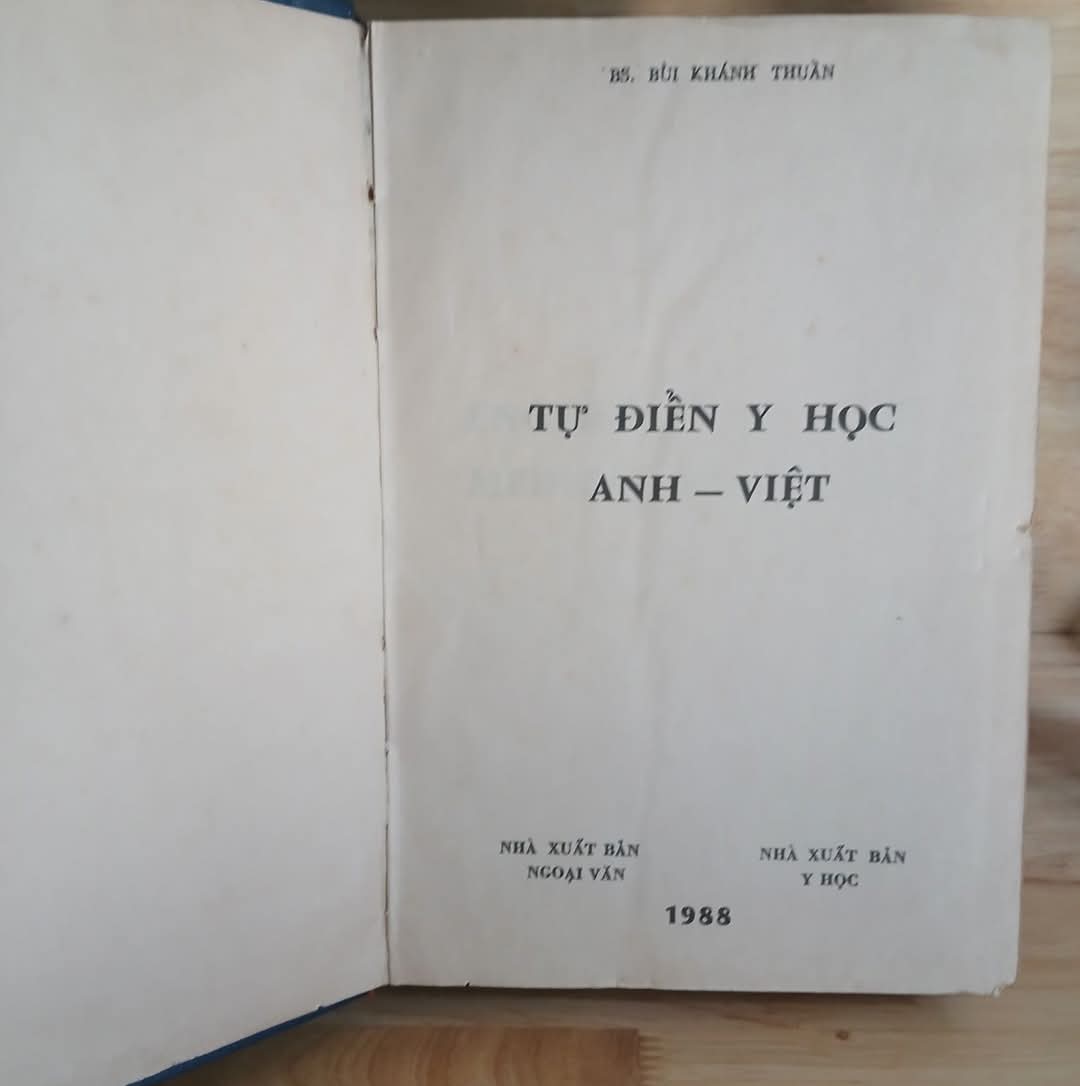 BS. BÙI KHÁNH THUẦN
TỰ ĐIỂN Y HỌC
ANH — VIỆT
NHÀ XUẤT BẢN
NGOẠI VĂN
NHÀ XUẤT BẢN
Y HỌC
1988